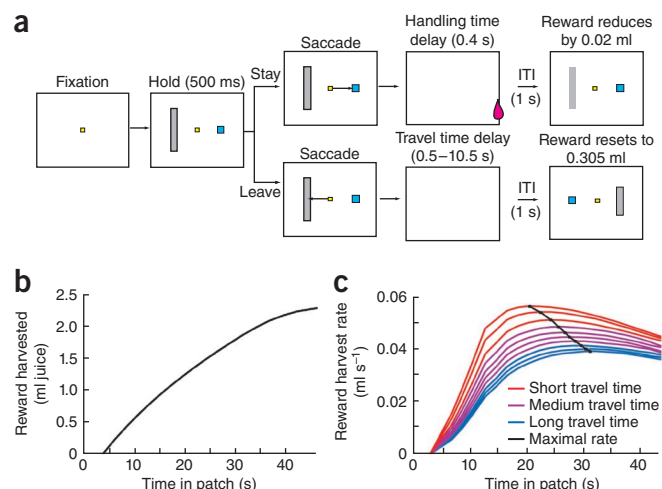 a
Fixation
Hold (500 ms)
Stay
Leave
Saccade
Handling time
delay (0.4 s)
ITI
(1 s)
Reward reduces
by 0.02 ml
Saccade
Travel time delay
(0.5–10.5 s)
ITI
(1 s)
Reward resets to
0.305 ml
b
Reward harvested
(ml juice)
2.5
2.0
1.5
1.0
0.5
0
0 10 20 30 40
Time in patch (s)
c
Reward harvest rate
(ml s⁻¹)
0.06
0.04
0.02
0
Short travel time
Medium travel time
Long travel time
Maximal rate
0 10 20 30 40
Time in patch (s)